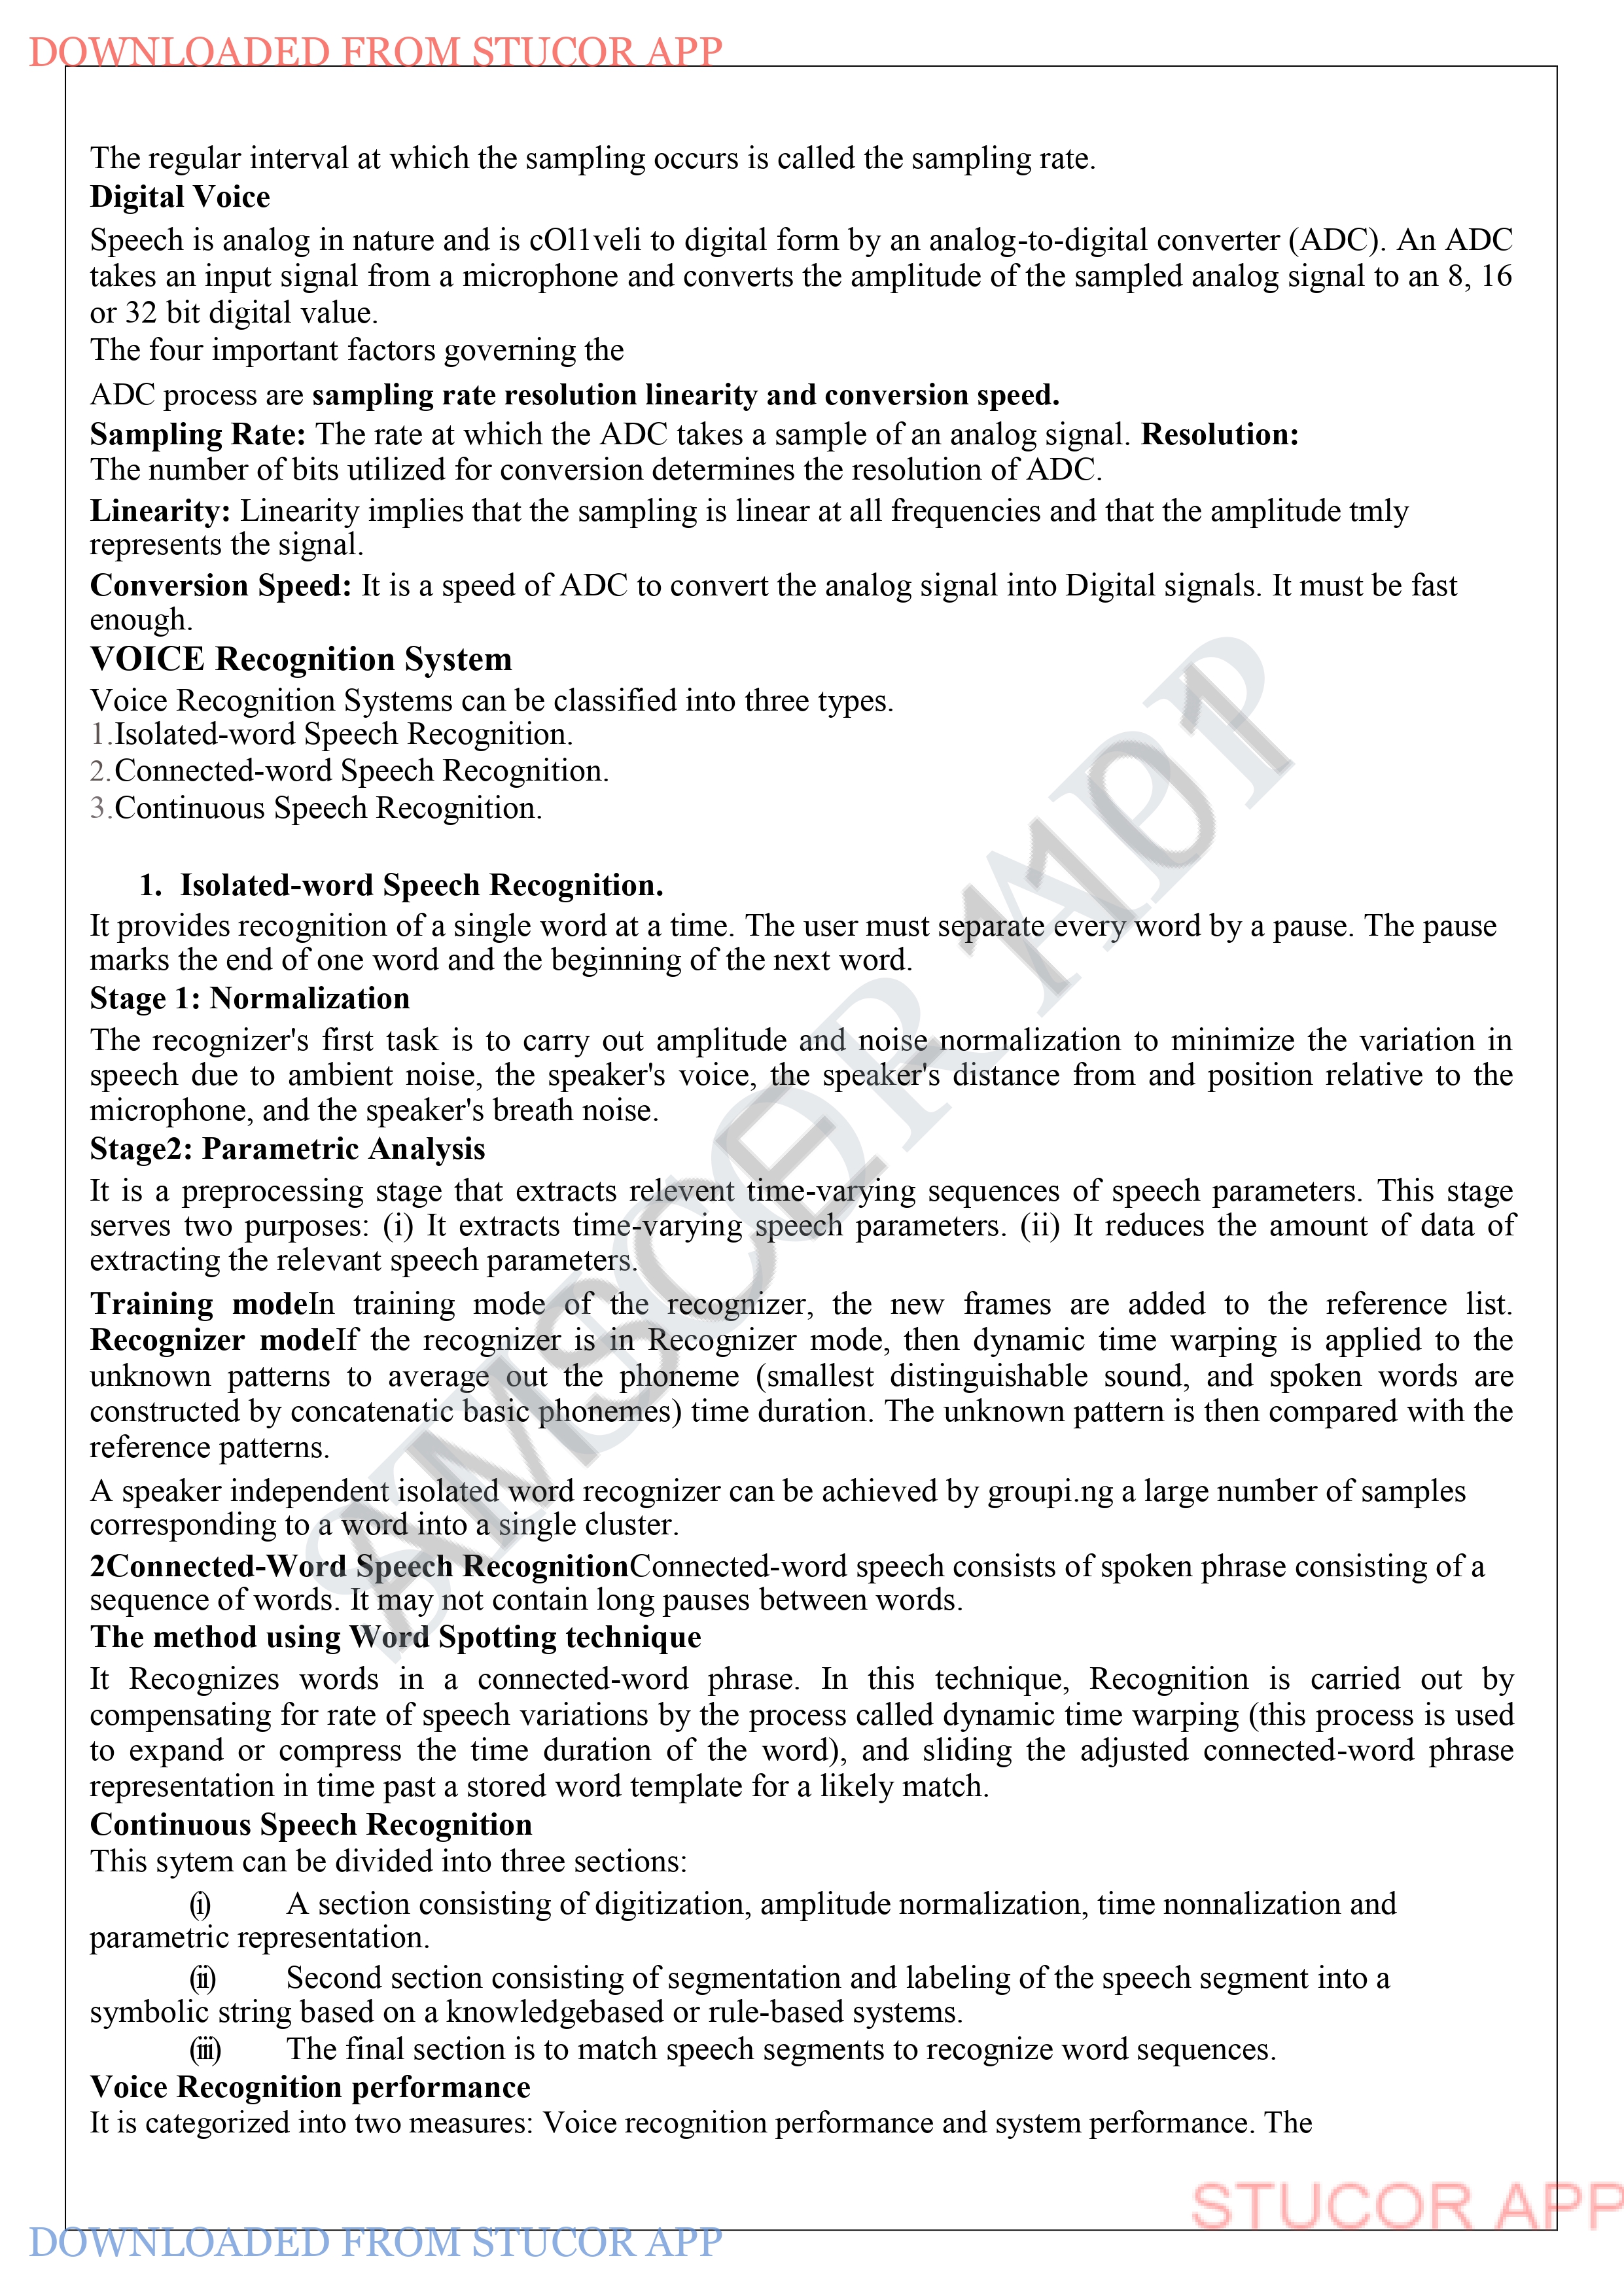 DOWNLOADED FROM STUCOR APP
The regular interval at which the sampling occurs is called the sampling rate.
Digital Voice
Speech is analog in nature and is cOl1veli to digital form by an analog-to-digital converter (ADC). An ADC
takes an input signal from a microphone and converts the amplitude of the sampled analog signal to an 8, 16
or 32 bit digital value.
The four important factors governing the
ADC process are sampling rate resolution linearity and conversion speed.
Sampling Rate: The rate at which the ADC takes a sample of an analog signal. Resolution:
The number of bits utilized for conversion determines the resolution of ADC.
Linearity: Linearity implies that the sampling is linear at all frequencies and that the amplitude tmly
represents the signal.
Conversion Speed: It is a speed of ADC to convert the analog signal into Digital signals. It must be fast
enough.
VOICE Recognition System
Voice Recognition Systems can be classified into three types.
1.Isolated-word Speech Recognition.
2.Connected-word Speech Recognition.
3.Continuous Speech Recognition.
1. Isolated-word Speech Recognition.
It provides recognition of a single word at a time. The user must separate every word by a pause. The pause
marks the end of one word and the beginning of the next word.
Stage 1: Normalization
The recognizer's first task is to carry out amplitude and noise normalization to minimize the variation in
speech due to ambient noise, the speaker's voice, the speaker's distance from and position relative to the
microphone, and the speaker's breath noise.
Stage2: Parametric Analysis
It is a preprocessing stage that extracts relevent time-varying sequences of speech parameters. This stage
serves two purposes: (i) It extracts time-varying speech parameters. (ii) It reduces the amount of data of
extracting the relevant speech parameters.
Training modeIn training mode of the recognizer, the new frames are added to the reference list.
Recognizer modeIf the recognizer is in Recognizer mode, then dynamic time warping is applied to the
unknown patterns to average out the phoneme (smallest distinguishable sound, and spoken words are
constructed by concatenatic basic phonemes) time duration. The unknown pattern is then compared with the
reference patterns.
A speaker independent isolated word recognizer can be achieved by groupi.ng a large number of samples
corresponding to a word into a single cluster.
2Connected-Word Speech RecognitionConnected-word speech consists of spoken phrase consisting of a
sequence of words. It may not contain long pauses between words.
The method using Word Spotting technique
It Recognizes words in a connected-word phrase. In this technique, Recognition is carried out by
compensating for rate of speech variations by the process called dynamic time warping (this process is used
to expand or compress the time duration of the word), and sliding the adjusted connected-word phrase
representation in time past a stored word template for a likely match.
Continuous Speech Recognition
This sytem can be divided into three sections:
(i) A section consisting of digitization, amplitude normalization, time nonnalization and
parametric representation.
(ii) Second section consisting of segmentation and labeling of the speech segment into a
symbolic string based on a knowledgebased or rule-based systems.
(iii) The final section is to match speech segments to recognize word sequences.
Voice Recognition performance
It is categorized into two measures: Voice recognition performance and system performance. The
STUCOR APP
AMSCE 1101
STUCOR APP
DOWNLOADED FROM STUCOR APP